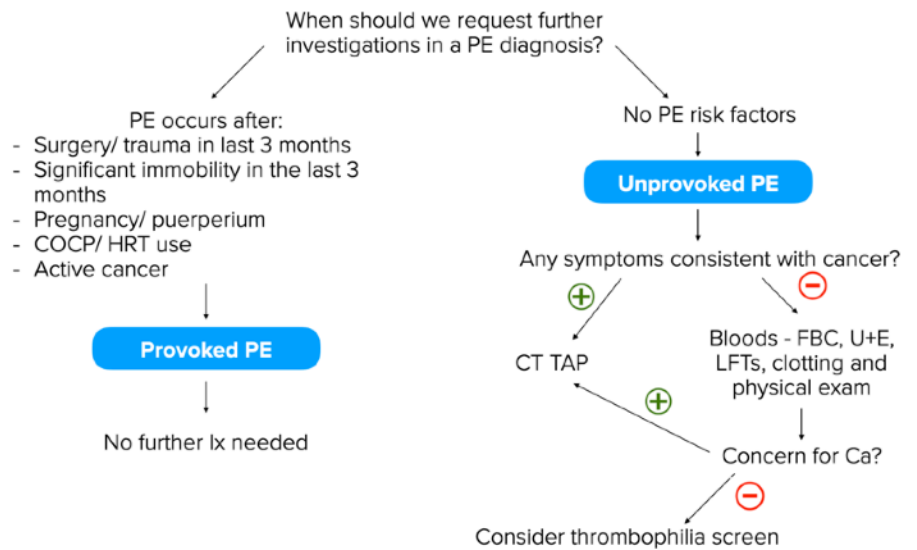 When should we request further
investigations in a PE diagnosis?
PE occurs after:
- Surgery/ trauma in last 3 months
- Significant immobility in the last 3
months
- Pregnancy/ puerperium
- COCP/ HRT use
- Active cancer
Provoked PE
No further Ix needed
No PE risk factors
Unprovoked PE
Any symptoms consistent with cancer?
CT TAP
Bloods - FBC, U+E,
LFTs, clotting and
physical exam
Concern for Ca?
Consider thrombophilia screen